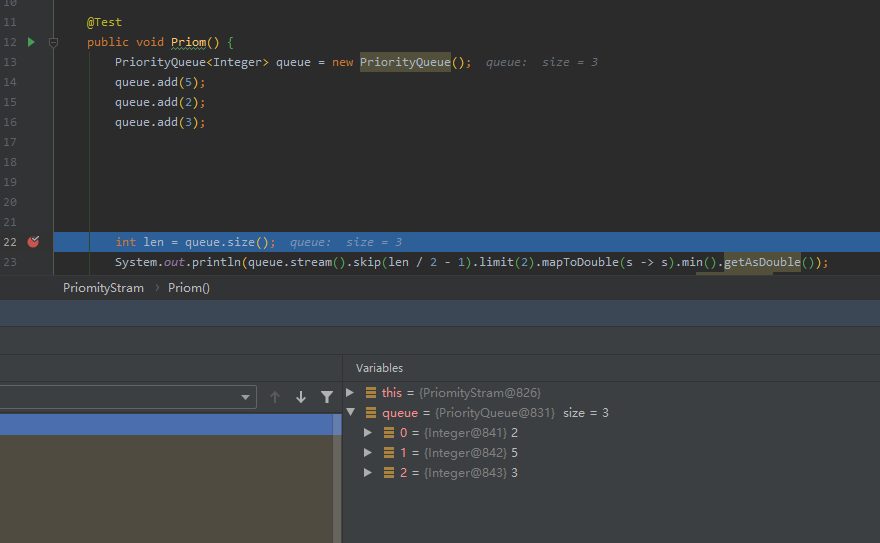 10
11 @Test
12 public void Priom() {
13 PriorityQueue<Integer> queue = new PriorityQueue(); queue: size = 3
14 queue.add(5);
15 queue.add(2);
16 queue.add(3);
17
18
19
20
21
22 int len = queue.size(); queue: size = 3
23 System.out.println(queue.stream().skip(len / 2 - 1).limit(2).mapToDouble(s -> s).min().getAsDouble());
PriomityStram › Priom()
Variables
this = {PriomityStram@826}
queue = {PriorityQueue@831} size = 3
0 = {Integer@841} 2
1 = {Integer@842} 5
2 = {Integer@843} 3